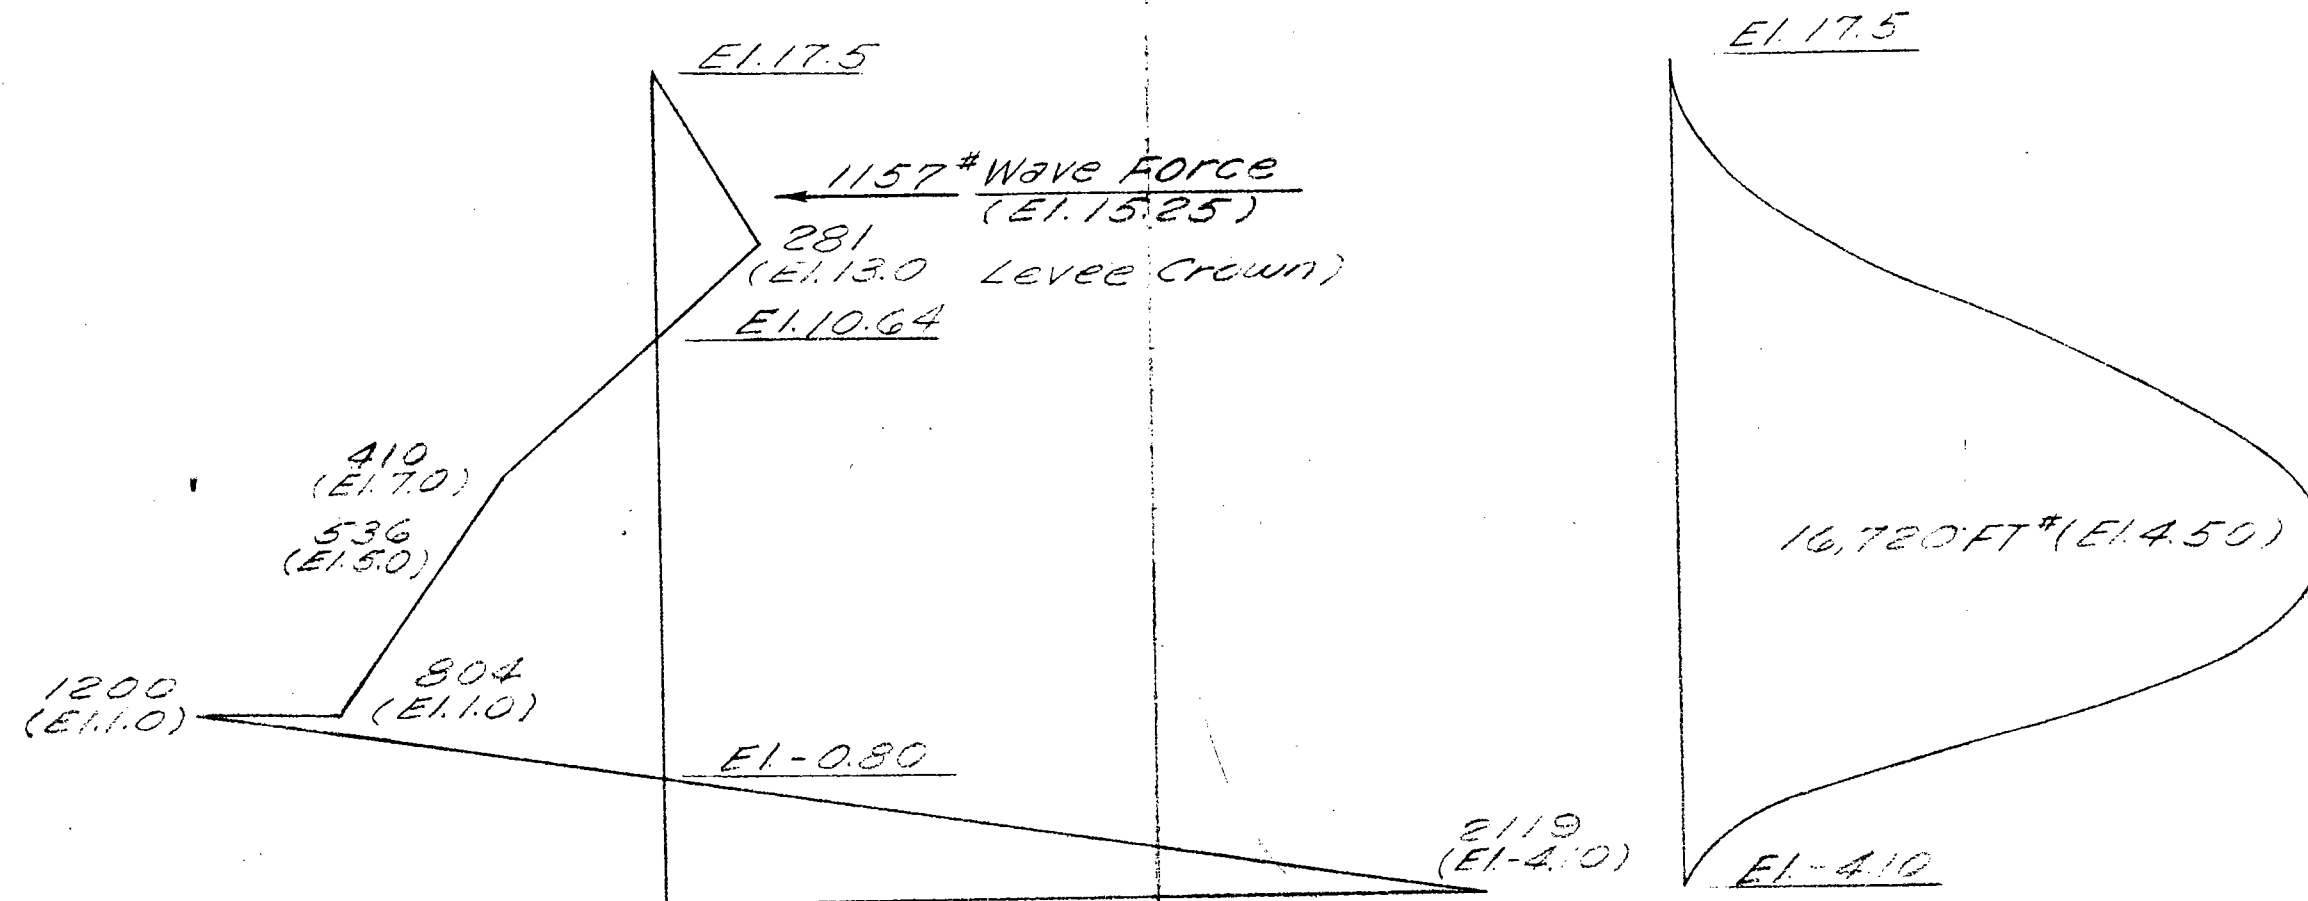 El. 17.5
1157# Wave Force
(El. 15.25)
281
(El. 13.0 Levee Crown)
El. 10.64
410
(El. 7.0)
536
(El. 5.0)
1200
(El. 1.0)
804
(El. 1.0)
El. -0.80
2119
(El. -4.10)
El. 17.5
16,720 FT# (El. 4.50)
El. -4.10